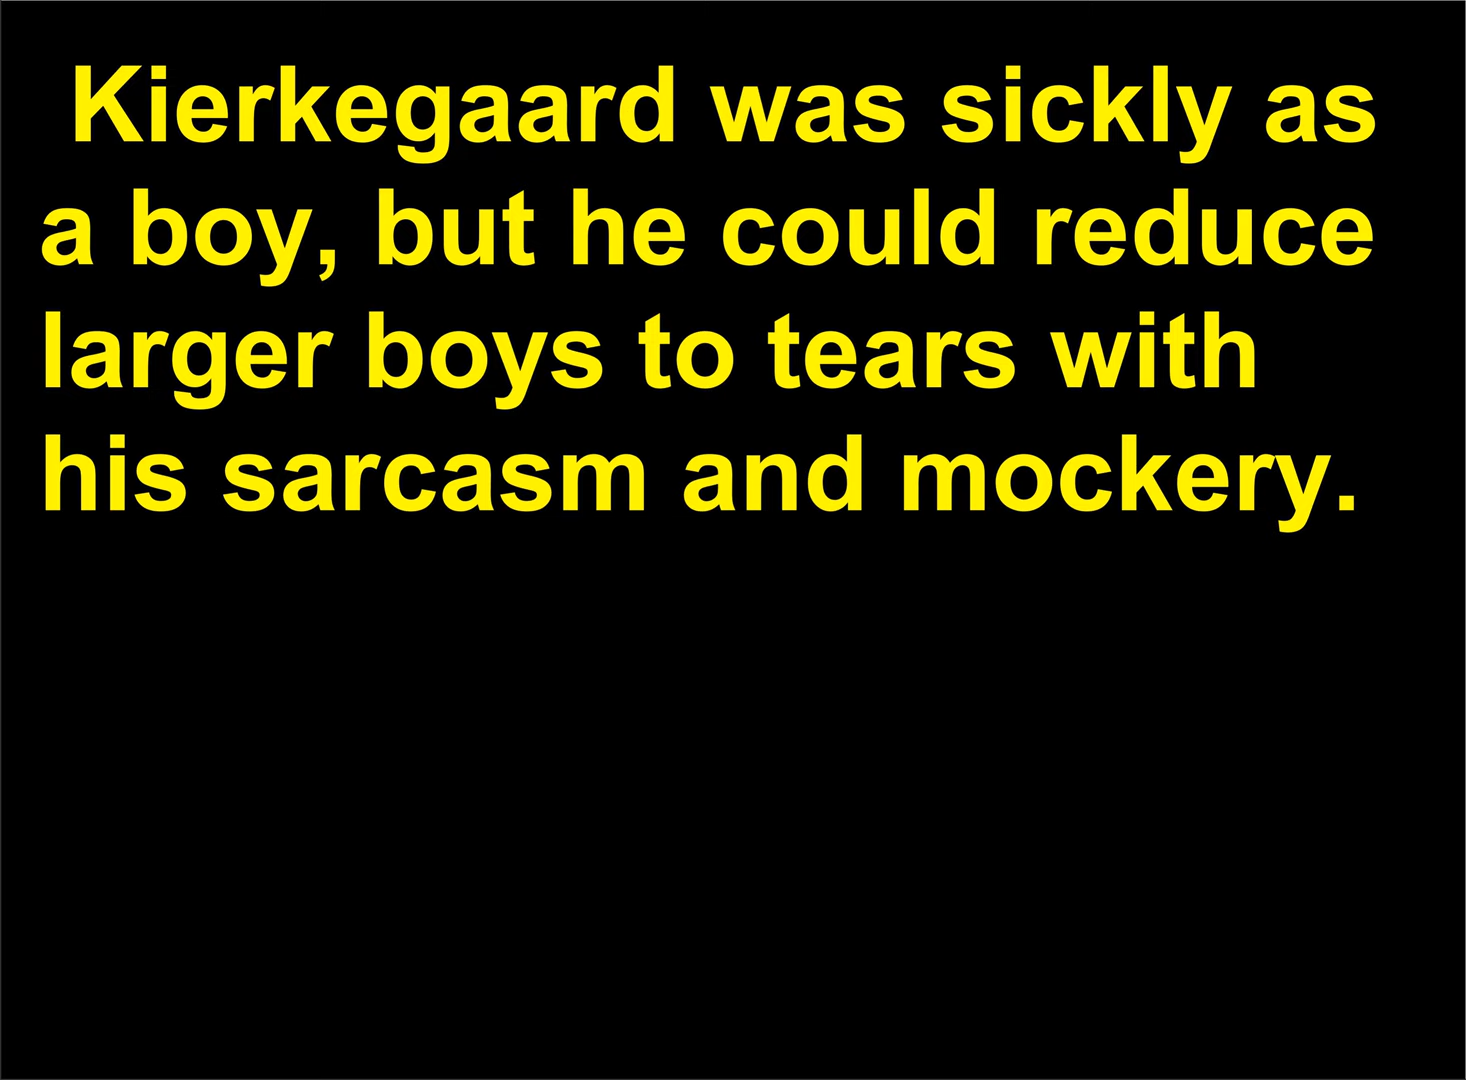 Kierkegaard was sickly as
a boy, but he could reduce
larger boys to tears with
his sarcasm and mockery.